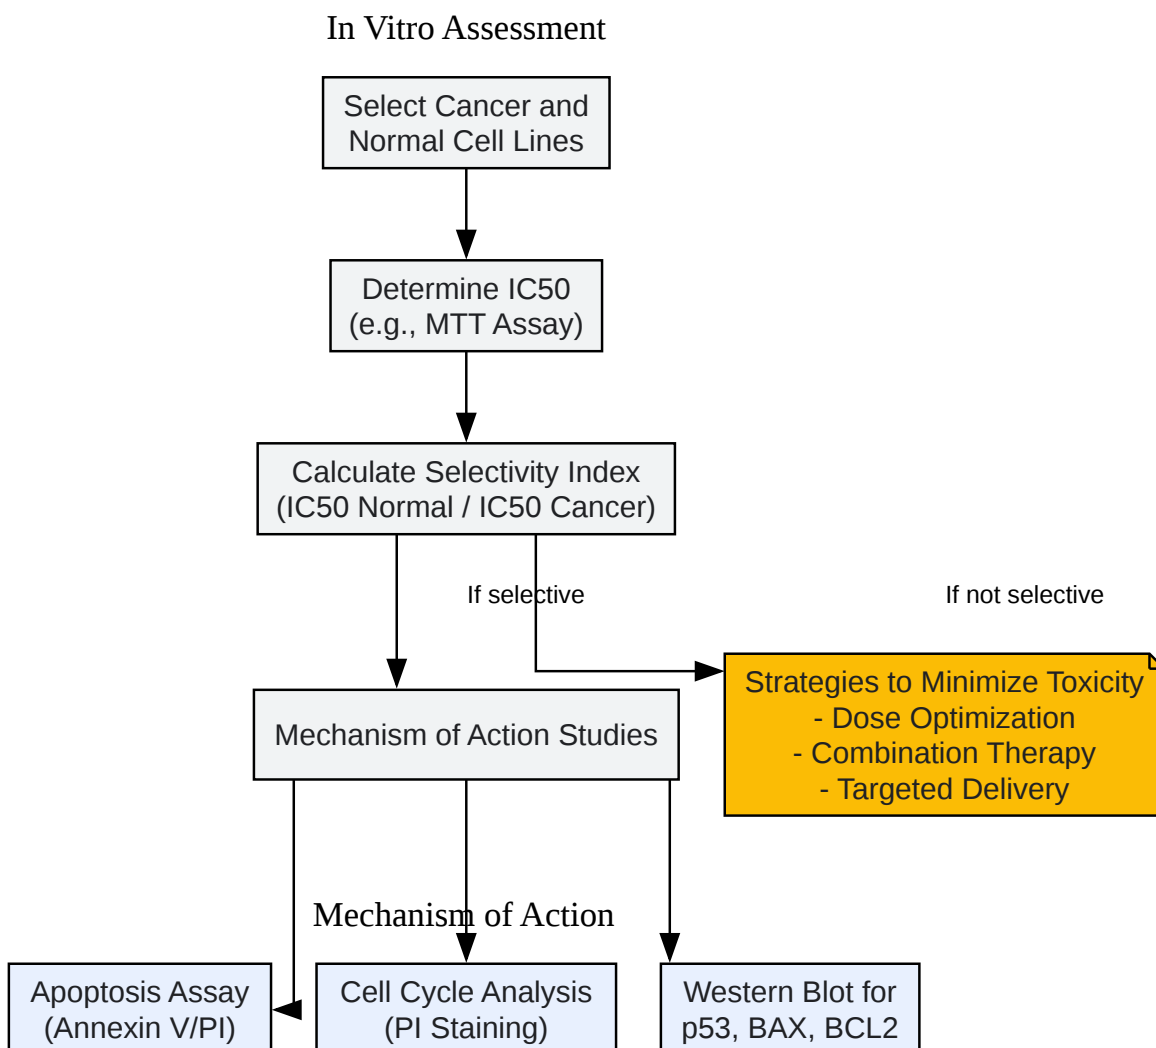 In Vitro Assessment
Select Cancer and
Normal Cell Lines
Determine IC50
(e.g., MTT Assay)
Calculate Selectivity Index
(IC50 Normal / IC50 Cancer)
If selective
If not selective
Strategies to Minimize Toxicity
- Dose Optimization
- Combination Therapy
- Targeted Delivery
Mechanism of Action Studies
Mechanism of Action
Apoptosis Assay
(Annexin V/PI)
Cell Cycle Analysis
(PI Staining)
Western Blot for
p53, BAX, BCL2